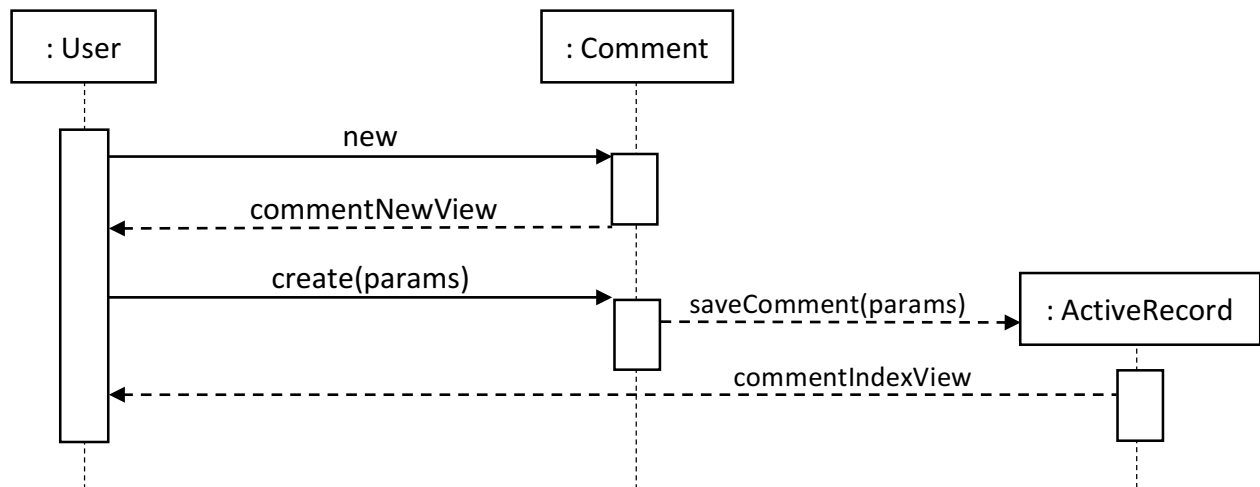 : User
: Comment
new
commentNewView
create(params)
saveComment(params)
: ActiveRecord
commentIndexView